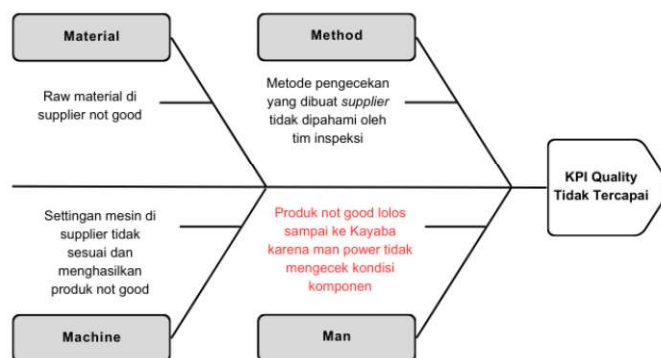 Material
Method
Raw material di
supplier not good
Metode pengecekan
yang dibuat supplier
tidak dipahami oleh
tim inspeksi
KPI Quality
Tidak Tercapai
Settingan mesin di
supplier tidak
sesuai dan
menghasilkan
produk not good
Produk not good lolos
sampai ke Kayaba
karena man power tidak
mengecek kondisi
komponen
Machine
Man